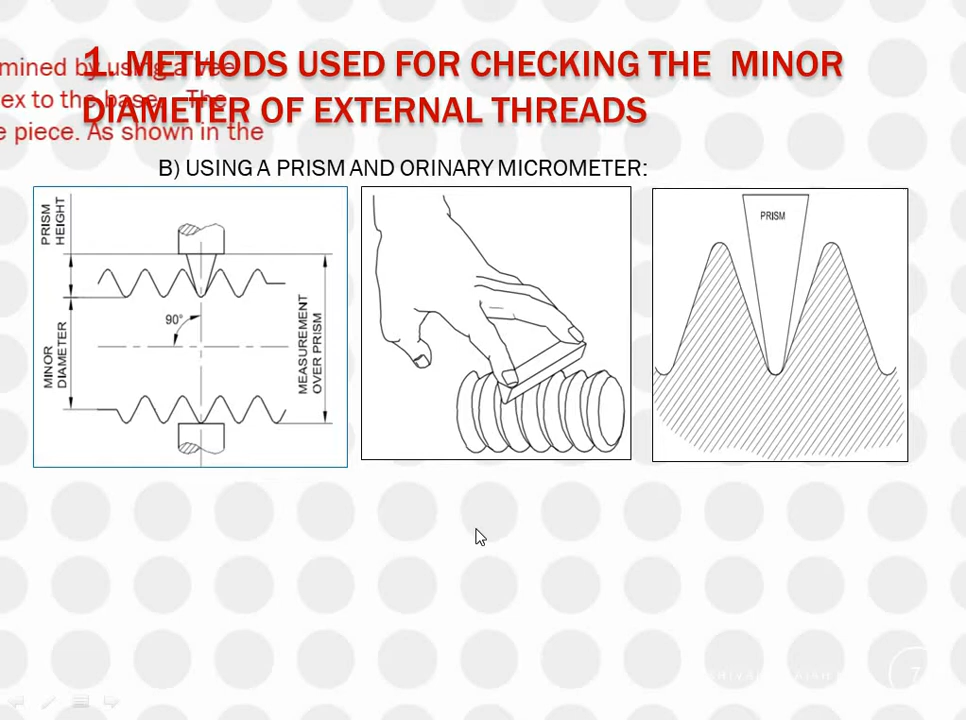 1. METHODS USED FOR CHECKING THE MINOR
DIAMETER OF EXTERNAL THREADS
mined by using a vee
ex to the base. The
e piece. As shown in the
B) USING A PRISM AND ORINARY MICROMETER:
PRISM
HEIGHT
MINOR
DIAMETER
90°
MEASUREMENT
OVER PRISM
PRISM
7